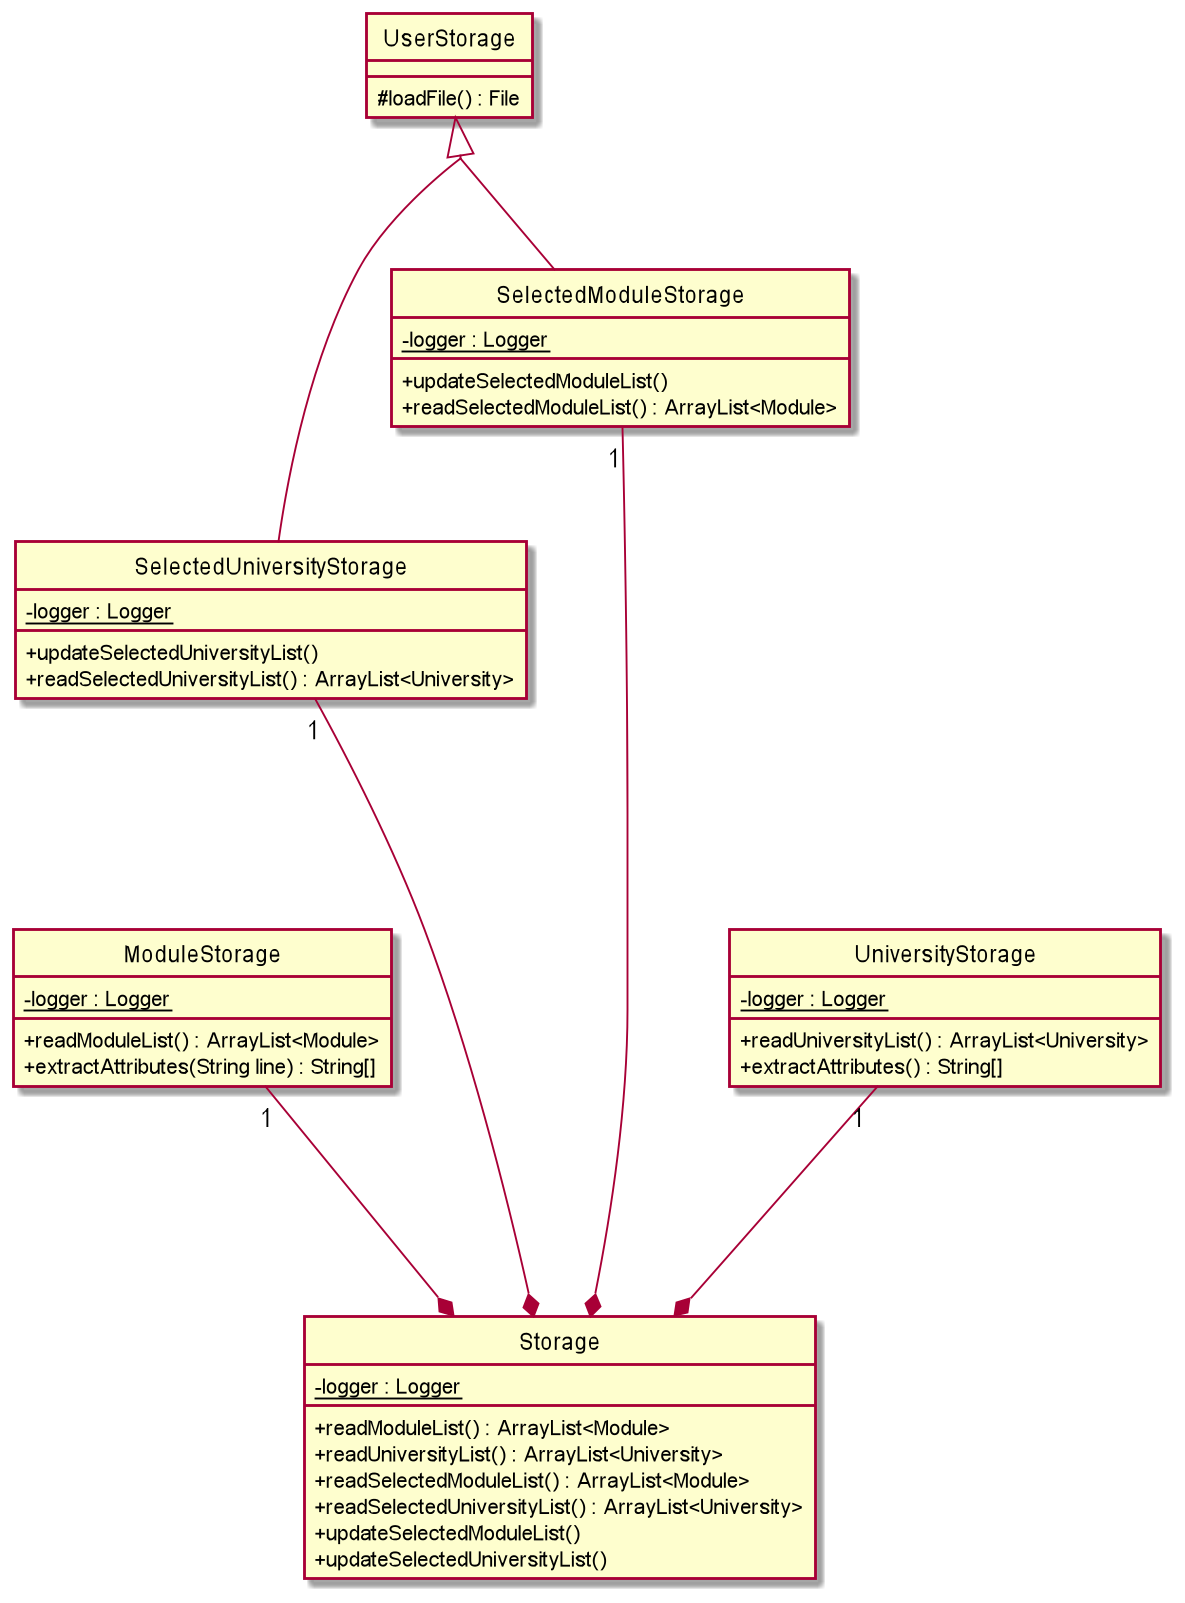 UserStorage
#loadFile() : File
SelectedModuleStorage
-logger : Logger
+updateSelectedModuleList()
+readSelectedModuleList() : ArrayList<Module>
1
SelectedUniversityStorage
-logger : Logger
+updateSelectedUniversityList()
+readSelectedUniversityList() : ArrayList<University>
1
ModuleStorage
-logger : Logger
+readModuleList() : ArrayList<Module>
+extractAttributes(String line) : String[]
1
UniversityStorage
-logger : Logger
+readUniversityList() : ArrayList<University>
+extractAttributes() : String[]
1
Storage
-logger : Logger
+readModuleList() : ArrayList<Module>
+readUniversityList() : ArrayList<University>
+readSelectedModuleList() : ArrayList<Module>
+readSelectedUniversityList() : ArrayList<University>
+updateSelectedModuleList()
+updateSelectedUniversityList()